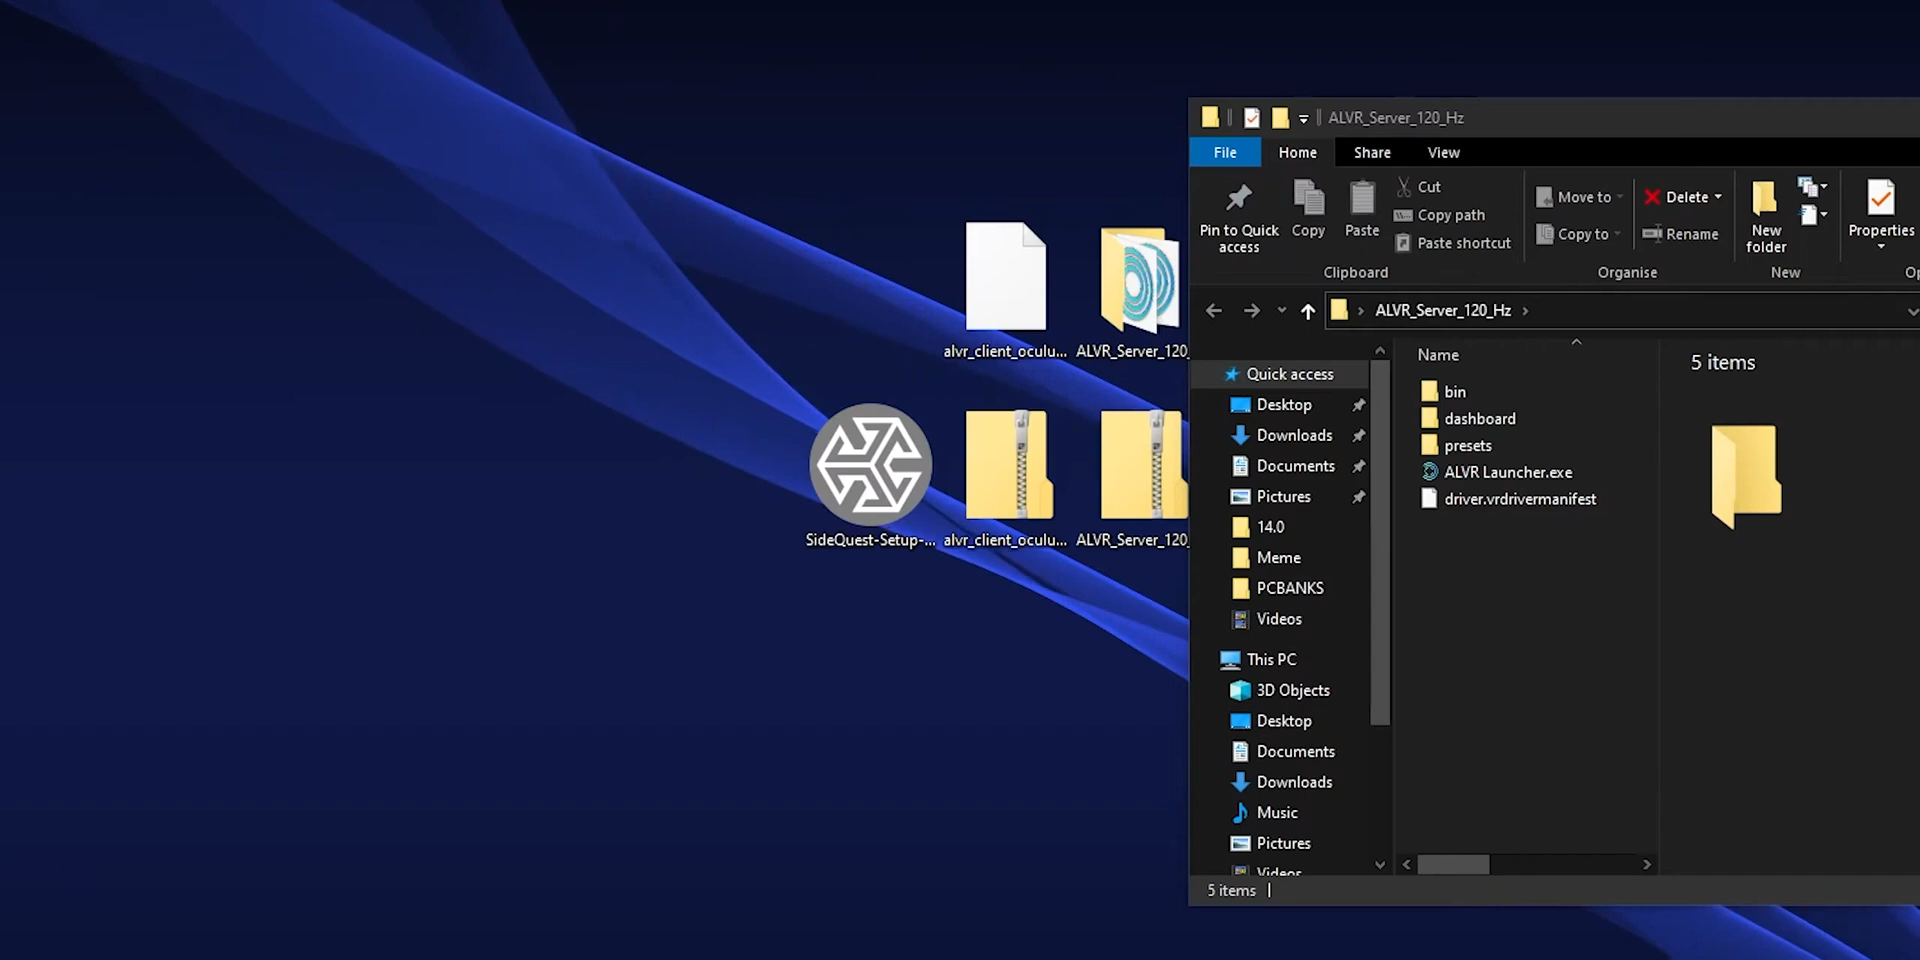 ALVR_Server_120_Hz
File Home Share View
Pin to Quick access
Copy
Paste
Cut
Copy path
Paste shortcut
Clipboard
Move to
Copy to
Delete
Rename
Organise
New folder
New
Properties
ALVR_Server_120_Hz
alvr_client_oculu...
ALVR_Server_120_
SideQuest-Setup-...
alvr_client_oculu...
ALVR_Server_120_
Quick access
Desktop
Downloads
Documents
Pictures
14.0
Meme
PCBANKS
Videos
This PC
3D Objects
Desktop
Documents
Downloads
Music
Pictures
Videos
Name
bin
dashboard
presets
ALVR Launcher.exe
driver.vrdrivermanifest
5 items
5 items